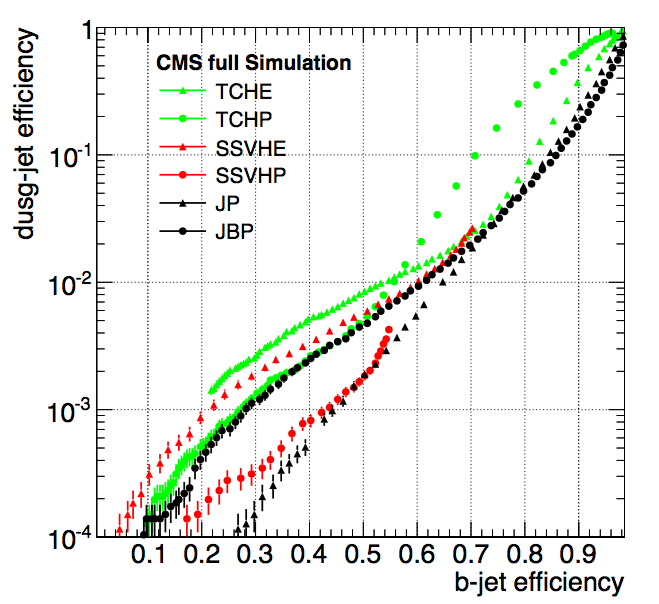 1
10-1
10-2
10-3
10-4
dusg-jet efficiency
CMS full Simulation
TCHE
TCHP
SSVHE
SSVHP
JP
JBP
0.1 0.2 0.3 0.4 0.5 0.6 0.7 0.8 0.9
b-jet efficiency